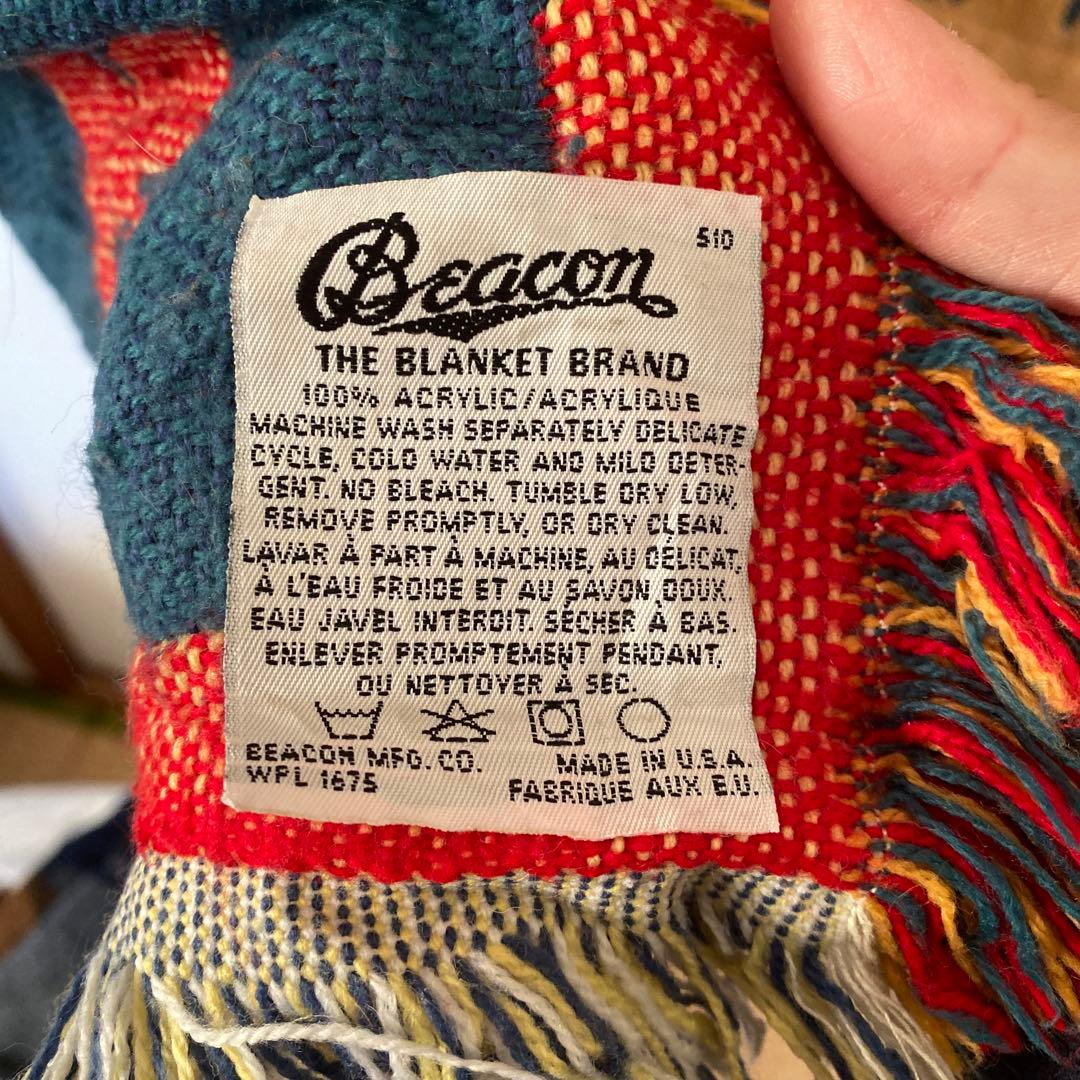 510
Beacon
THE BLANKET BRAND
100% ACRYLIC/ACRYLIQUE
MACHINE WASH SEPARATELY DELICATE
CYCLE, COLD WATER AND MILD DETER-
GENT. NO BLEACH. TUMBLE DRY LOW,
REMOVE PROMPTLY, OR DRY CLEAN.
LAVAR À PART À MACHINE, AU DÉLICAT,
À L'EAU FROIDE ET AU SAVON DOUX.
EAU JAVEL INTERDIT. SÉCHER À BAS.
ENLEVER PROMPTEMENT PENDANT,
OU NETTOYER À SEC.
BEACON MFG. CO. MADE IN U.S.A.
WPL 1675 FABRIQUE AUX E.U.